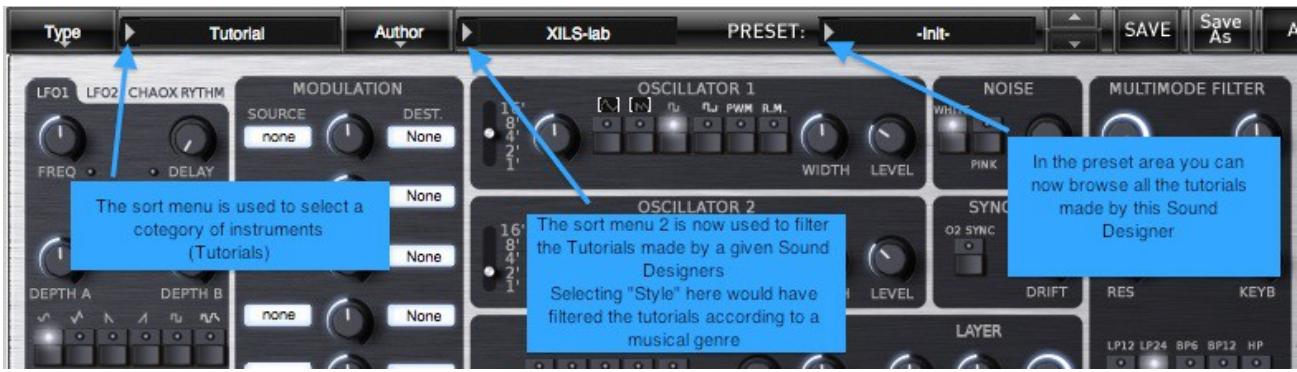 Type Tutorial Author XILS-lab PRESET: -Init- SAVE Save As A
LFO1 LFO2 CHAOX RYTHM
FREQ DELAY
DEPTH A DEPTH B
MODULATION
SOURCE DEST.
none None
None
None
none None
OSCILLATOR 1
16'
8'
4'
2'
1'
PWM R.M.
WIDTH LEVEL
OSCILLATOR 2
16'
8'
4'
2'
1'
LEVEL
NOISE
WHITE
PINK
SYNC
O2 SYNC
DRIFT
LAYER
MULTIMODE FILTER
RES KEYB
LP12 LP24 BP6 BP12 HP
The sort menu is used to select a
cotegory of instruments
(Tutorials)
The sort menu 2 is now used to filter
the Tutorials made by a given Sound
Designers
Selecting "Style" here would have
filtered the tutorials according to a
musical genre
In the preset area you can
now browse all the tutorials
made by this Sound
Designer